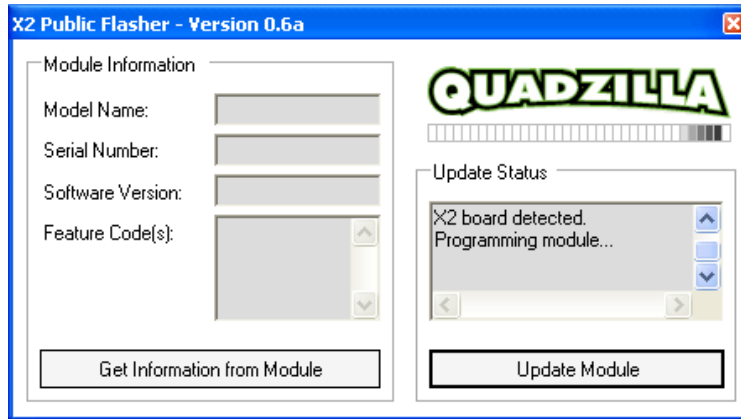 X2 Public Flasher - Version 0.6a
Module Information
Model Name:
Serial Number:
Software Version:
Feature Code(s):
Get Information from Module
QUADZILLA
Update Status
X2 board detected.
Programming module...
Update Module